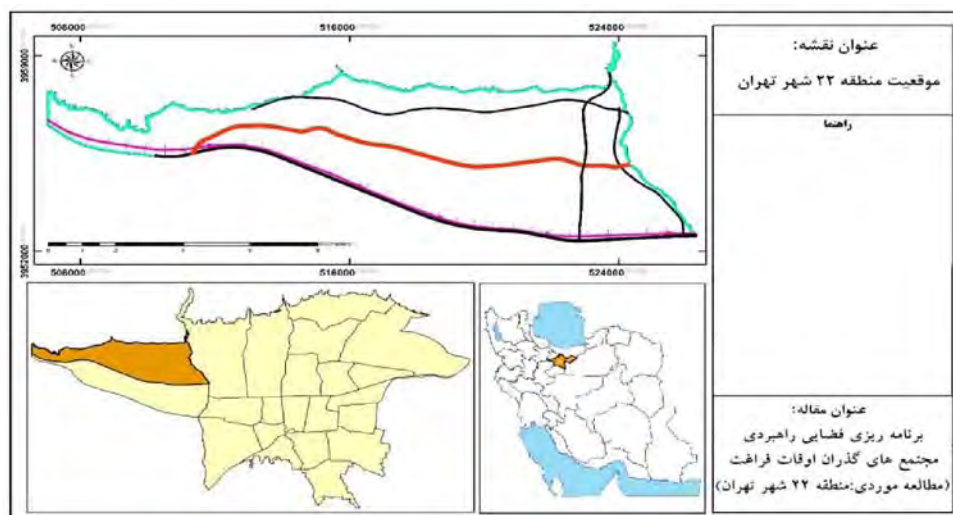 506000
516000
524000
3959000
3952000
506000
516000
524000
عنوان نقشه:
موقعیت منطقه ۲۲ شهر تهران
راهنما
عنوان مقاله:
برنامه ریزی فضایی راهبردی
مجتمع های گذران اوقات فراغت
(مطالعه موردی:منطقه ۲۲ شهر تهران)